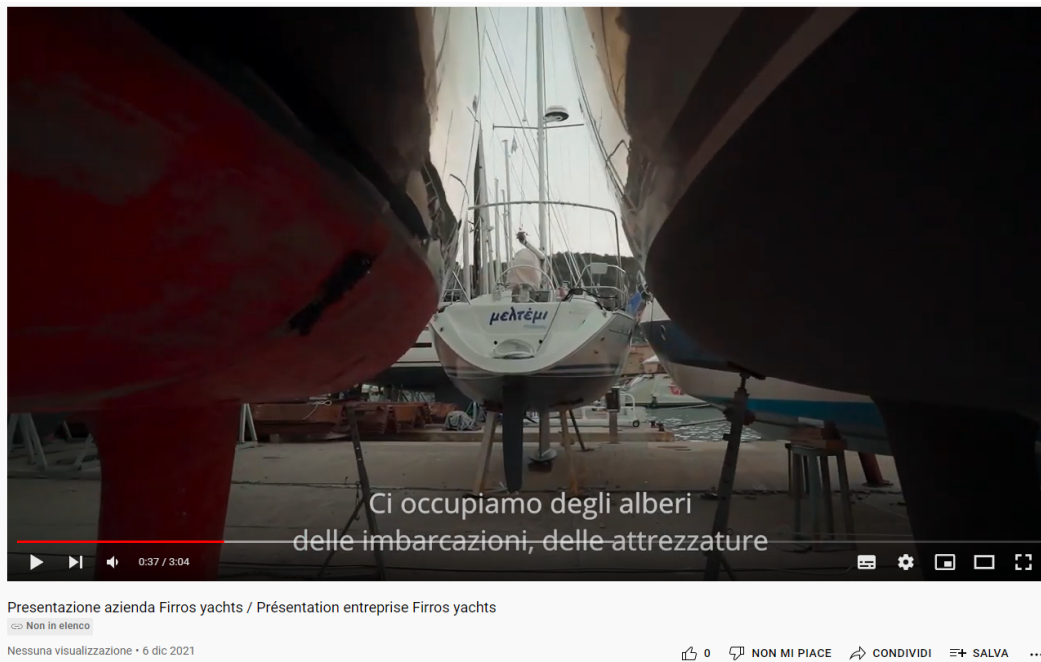 μελτέμι
Ci occupiamo degli alberi
delle imbarcazioni, delle attrezzature
0:37 / 3:04
Presentazione azienda Firros yachts / Présentation entreprise Firros yachts
Non in elenco
Nessuna visualizzazione • 6 dic 2021
0 NON MI PIACE CONDIVIDI SALVA